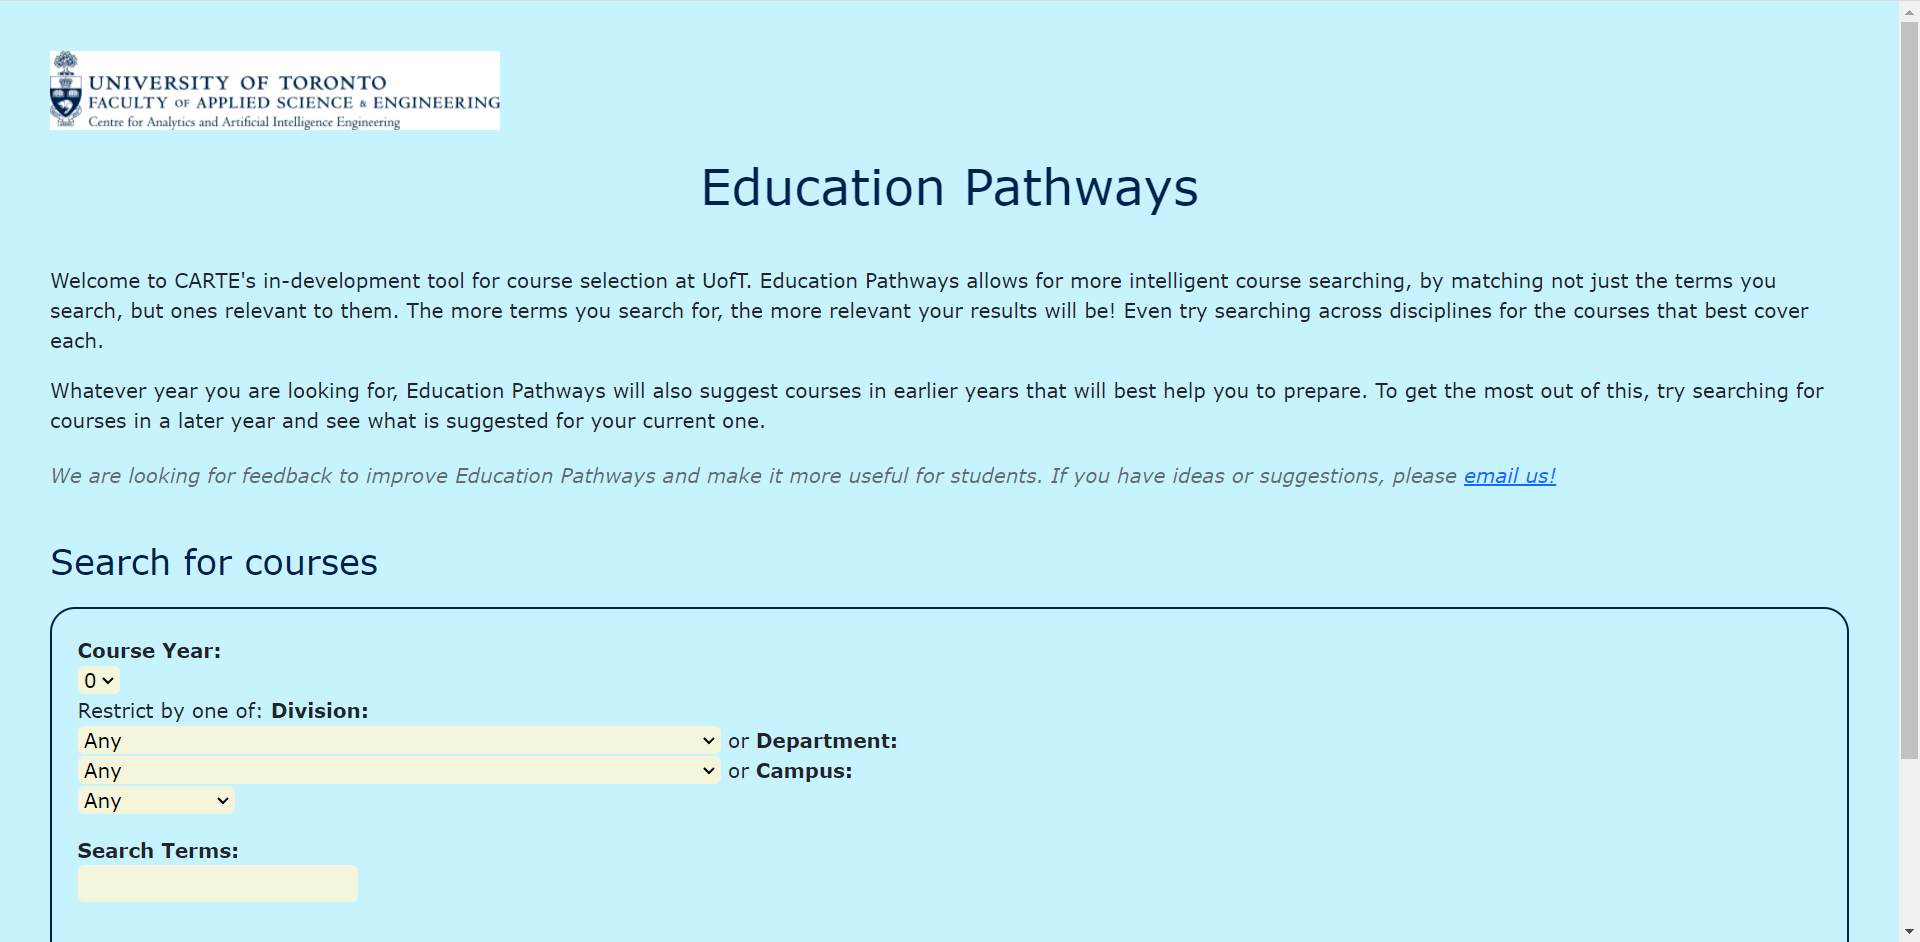 UNIVERSITY OF TORONTO
FACULTY OF APPLIED SCIENCE & ENGINEERING
Centre for Analytics and Artificial Intelligence Engineering
Education Pathways
Welcome to CARTE's in-development tool for course selection at UofT. Education Pathways allows for more intelligent course searching, by matching not just the terms you
search, but ones relevant to them. The more terms you search for, the more relevant your results will be! Even try searching across disciplines for the courses that best cover
each.
Whatever year you are looking for, Education Pathways will also suggest courses in earlier years that will best help you to prepare. To get the most out of this, try searching for
courses in a later year and see what is suggested for your current one.
We are looking for feedback to improve Education Pathways and make it more useful for students. If you have ideas or suggestions, please email us!
Search for courses
Course Year:
0
Restrict by one of: Division:
Any or Department:
Any or Campus:
Any
Search Terms: